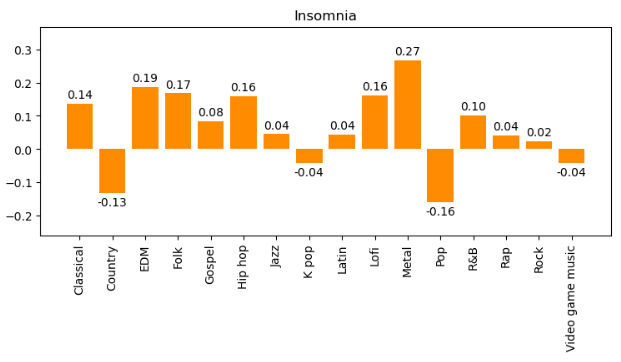 Insomnia
0.3
0.2
0.1
0.0
−0.1
−0.2
0.14
-0.13
0.19
0.17
0.08
0.16
0.04
-0.04
0.04
0.16
0.27
-0.16
0.10
0.04
0.02
-0.04
Classical
Country
EDM
Folk
Gospel
Hip hop
Jazz
K pop
Latin
Lofi
Metal
Pop
R&B
Rap
Rock
Video game music